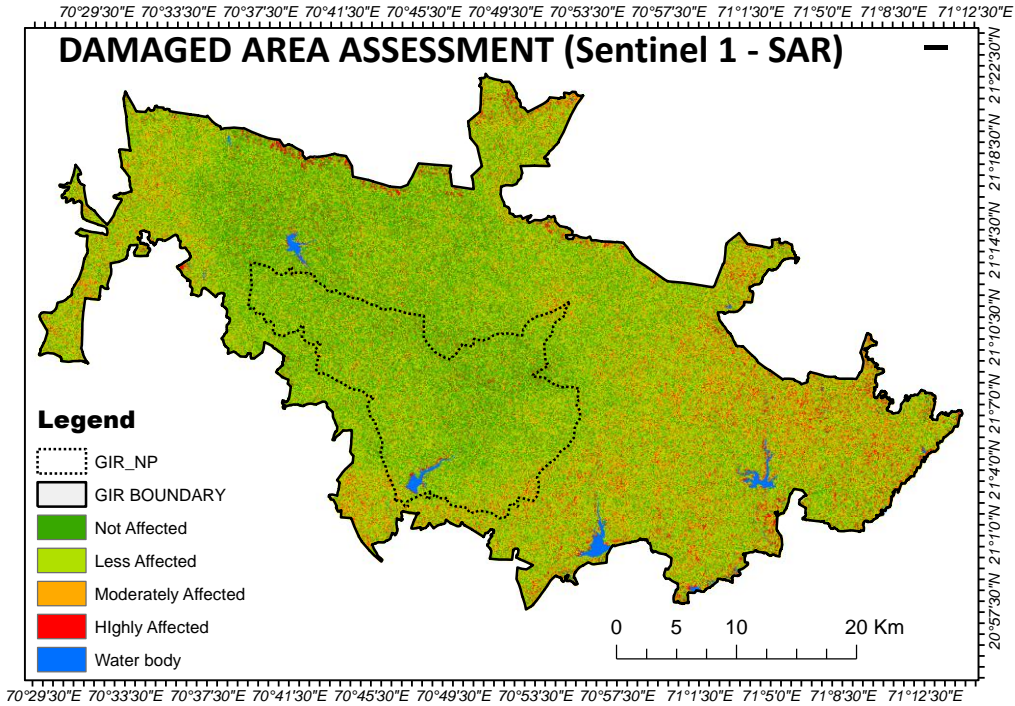 70°29'30"E 70°33'30"E 70°37'30"E 70°41'30"E 70°45'30"E 70°49'30"E 70°53'30"E 70°57'30"E 71°1'30"E 71°5'0"E 71°8'30"E 71°12'30"E
DAMAGED AREA ASSESSMENT (Sentinel 1 - SAR)
21°22'30"N
21°18'30"N
21°14'30"N
21°10'30"N
21°7'0"N
21°4'0"N
21°1'0"N
20°57'30"N
Legend
GIR_NP
GIR BOUNDARY
Not Affected
Less Affected
Moderately Affected
HIghly Affected
Water body
0 5 10 20 Km
70°29'30"E 70°33'30"E 70°37'30"E 70°41'30"E 70°45'30"E 70°49'30"E 70°53'30"E 70°57'30"E 71°1'30"E 71°5'0"E 71°8'30"E 71°12'30"E